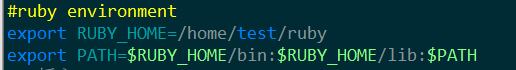 #ruby environment
export RUBY_HOME=/home/test/ruby
export PATH=$RUBY_HOME/bin:$RUBY_HOME/lib:$PATH